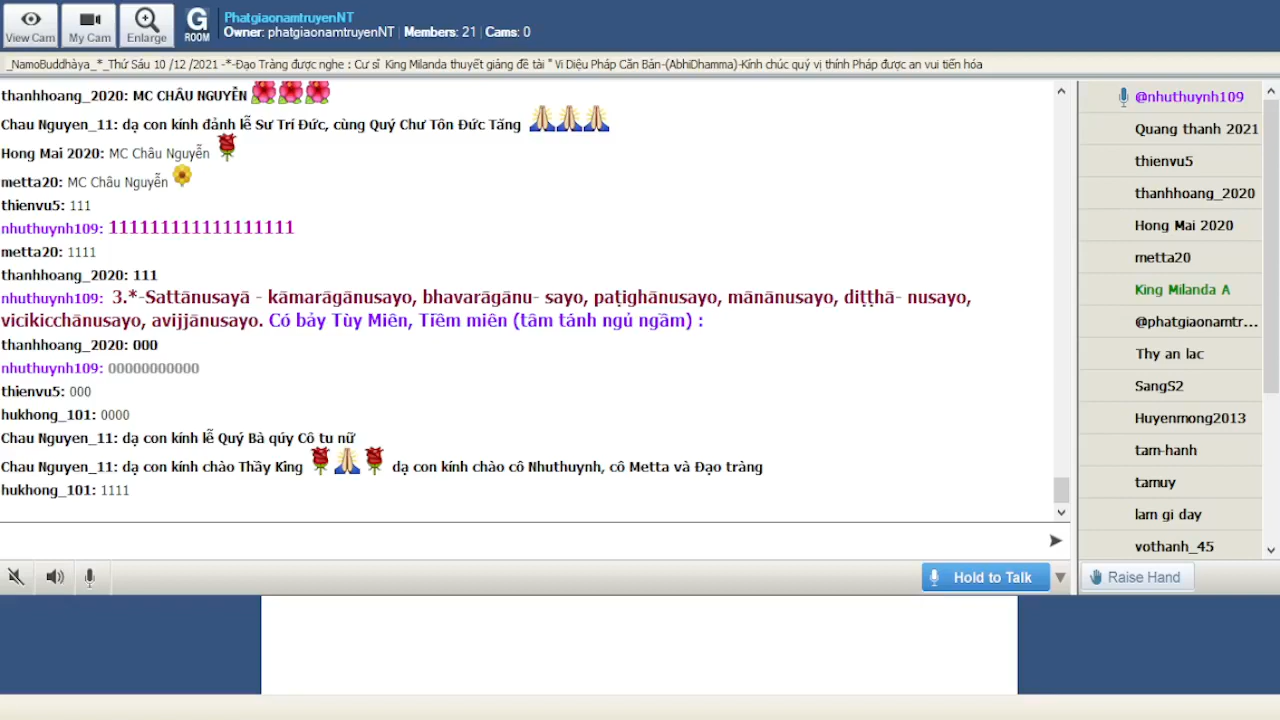 View Cam
My Cam
Enlarge
G
ROOM
PhatgiaonamtruyenNT
Owner: phatgiaonamtruyenNT | Members: 21 | Cams: 0
_NamoBuddhàya_*_Thứ Sáu 10 /12 /2021 -*-Đạo Tràng được nghe : Cư sĩ King Milanda thuyết giảng đề tài " Vi Diệu Pháp Căn Bản-(AbhiDhamma)-Kính chúc quý vị thính Pháp được an vui tiến hóa
thanhhoang_2020: MC CHÂU NGUYỄN
Chau Nguyen_11: dạ con kính đảnh lễ Sư Trí Đức, cùng Quý Chư Tôn Đức Tăng
Hong Mai 2020: MC Châu Nguyễn
metta20: MC Châu Nguyễn
thienvu5: 111
nhuthuynh109: 111111111111111111
metta20: 1111
thanhhoang_2020: 111
nhuthuynh109: 3.*-Sattānusayā - kāmarāgānusayo, bhavarāgānu- sayo, paṭighānusayo, mānānusayo, diṭṭhā- nusayo,
vicikicchānusayo, avijjānusayo. Có bảy Tùy Miên, Tiềm miên (tâm tánh ngủ ngầm) :
thanhhoang_2020: 000
nhuthuynh109: 00000000000
thienvu5: 000
hukhong_101: 0000
Chau Nguyen_11: dạ con kính lễ Quý Bà qúy Cô tu nữ
Chau Nguyen_11: dạ con kính chào Thầy King dạ con kính chào cô Nhuthuynh, cô Metta và Đạo tràng
hukhong_101: 1111
Hold to Talk
@nhuthuynh109
Quang thanh 2021
thienvu5
thanhhoang_2020
Hong Mai 2020
metta20
King Milanda A
@phatgiaonamtr...
Thy an lac
SangS2
Huyenmong2013
tam-hanh
tamuy
lam gi day
vothanh_45
Raise Hand